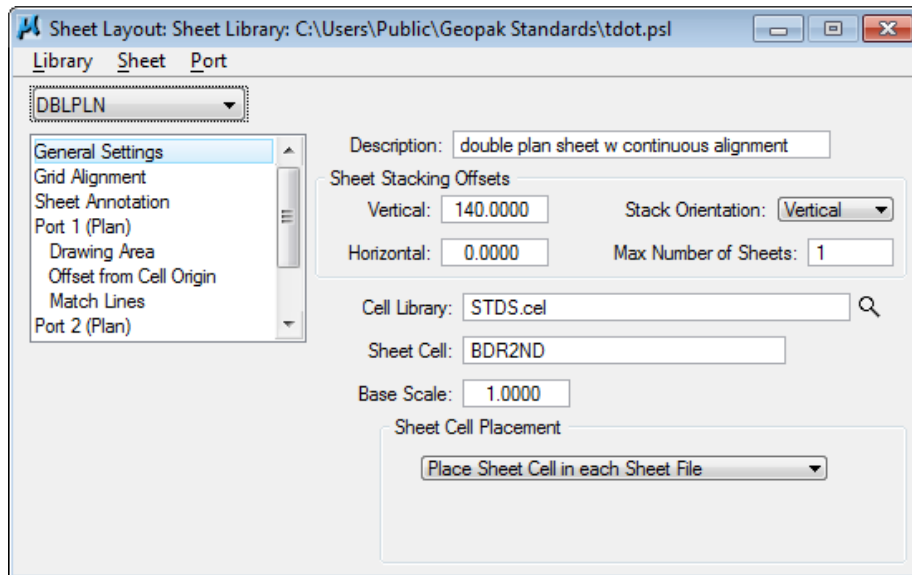 Sheet Layout: Sheet Library: C:\Users\Public\Geopak Standards\tdot.psl
Library Sheet Port
DBLPLN
General Settings
Grid Alignment
Sheet Annotation
Port 1 (Plan)
Drawing Area
Offset from Cell Origin
Match Lines
Port 2 (Plan)
Description: double plan sheet w continuous alignment
Sheet Stacking Offsets
Vertical: 140.0000 Stack Orientation: Vertical
Horizontal: 0.0000 Max Number of Sheets: 1
Cell Library: STDS.cel
Sheet Cell: BDR2ND
Base Scale: 1.0000
Sheet Cell Placement
Place Sheet Cell in each Sheet File